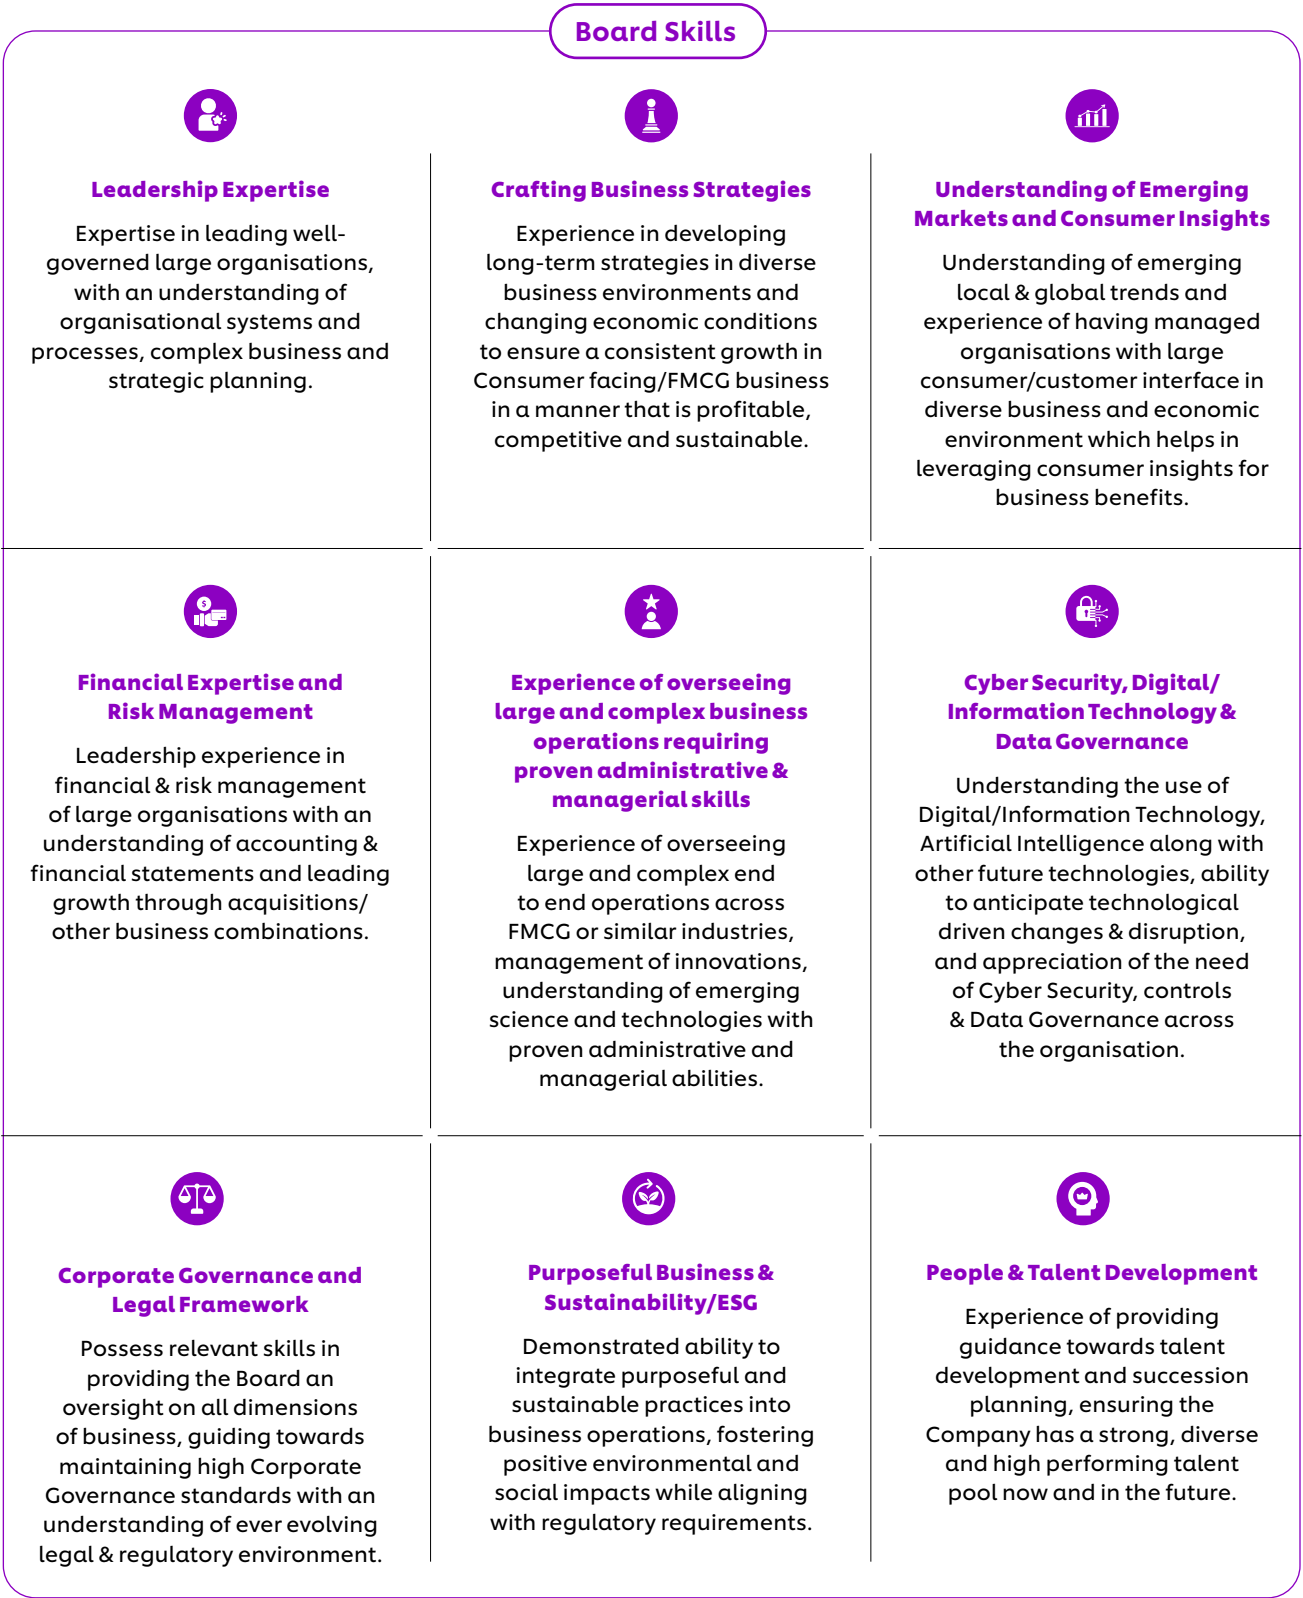 Board Skills
Leadership Expertise
Expertise in leading well-
governed large organisations,
with an understanding of
organisational systems and
processes, complex business and
strategic planning.
Crafting Business Strategies
Experience in developing
long-term strategies in diverse
business environments and
changing economic conditions
to ensure a consistent growth in
Consumer facing/FMCG business
in a manner that is profitable,
competitive and sustainable.
Understanding of Emerging
Markets and Consumer Insights
Understanding of emerging
local & global trends and
experience of having managed
organisations with large
consumer/customer interface in
diverse business and economic
environment which helps in
leveraging consumer insights for
business benefits.
Financial Expertise and
Risk Management
Leadership experience in
financial & risk management
of large organisations with an
understanding of accounting &
financial statements and leading
growth through acquisitions/
other business combinations.
Experience of overseeing
large and complex business
operations requiring
proven administrative &
managerial skills
Experience of overseeing
large and complex end
to end operations across
FMCG or similar industries,
management of innovations,
understanding of emerging
science and technologies with
proven administrative and
managerial abilities.
Cyber Security, Digital/
Information Technology &
Data Governance
Understanding the use of
Digital/Information Technology,
Artificial Intelligence along with
other future technologies, ability
to anticipate technological
driven changes & disruption,
and appreciation of the need
of Cyber Security, controls
& Data Governance across
the organisation.
Corporate Governance and
Legal Framework
Possess relevant skills in
providing the Board an
oversight on all dimensions
of business, guiding towards
maintaining high Corporate
Governance standards with an
understanding of ever evolving
legal & regulatory environment.
Purposeful Business &
Sustainability/ESG
Demonstrated ability to
integrate purposeful and
sustainable practices into
business operations, fostering
positive environmental and
social impacts while aligning
with regulatory requirements.
People & Talent Development
Experience of providing
guidance towards talent
development and succession
planning, ensuring the
Company has a strong, diverse
and high performing talent
pool now and in the future.